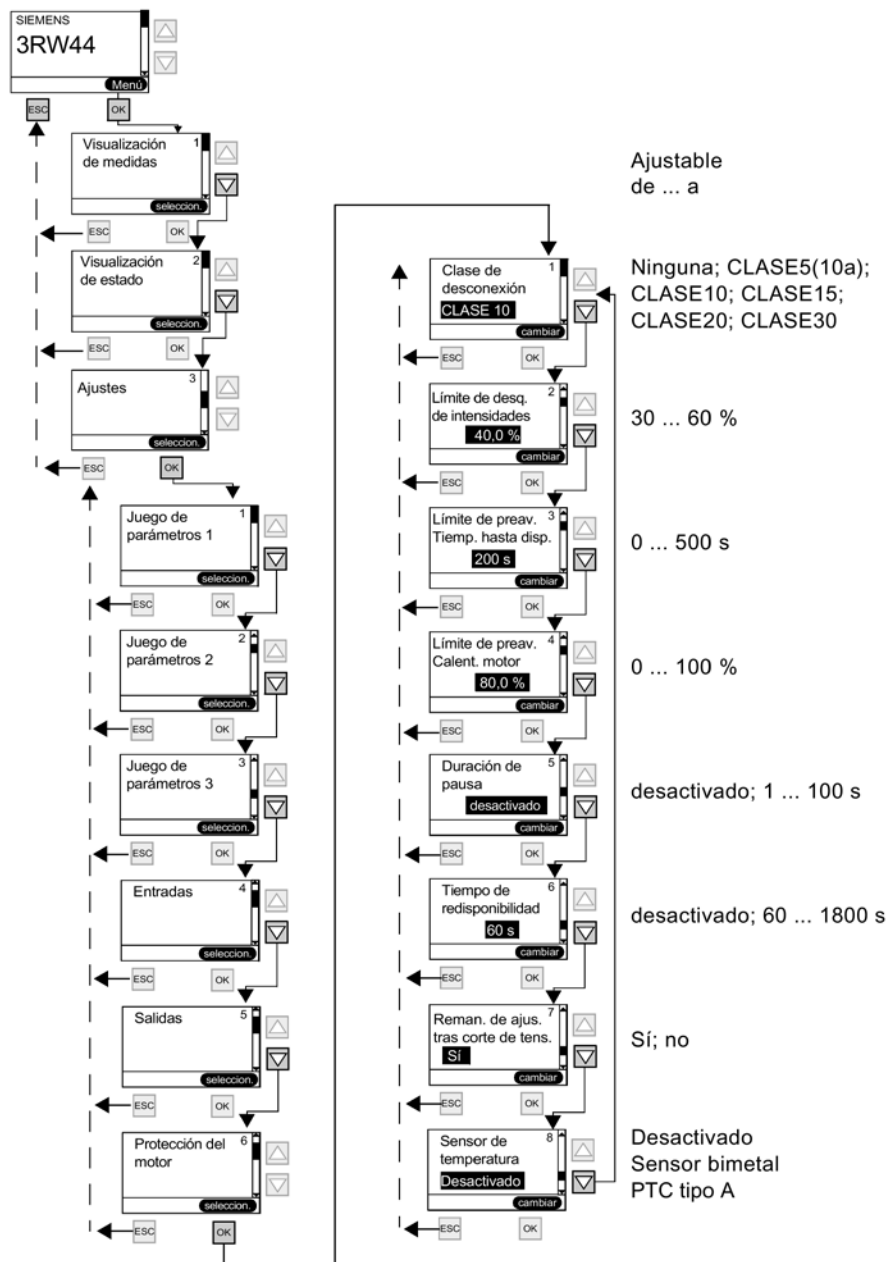 SIEMENS
3RW44
Menú
ESC
OK
Visualización
de medidas
1
seleccion.
ESC
OK
Visualización
de estado
2
seleccion.
ESC
OK
Ajustes
3
seleccion.
ESC
OK
Juego de
parámetros 1
1
seleccion.
ESC
OK
Juego de
parámetros 2
2
seleccion.
ESC
OK
Juego de
parámetros 3
3
seleccion.
ESC
OK
Entradas
4
seleccion.
ESC
OK
Salidas
5
seleccion.
ESC
OK
Protección del
motor
6
seleccion.
ESC
OK
Ajustable
de ... a
Clase de
desconexión
1
CLASE 10
cambiar
ESC
OK
Ninguna; CLASE5(10a);
CLASE10; CLASE15;
CLASE20; CLASE30
Límite de desq.
de intensidades
2
40,0 %
cambiar
ESC
OK
30 ... 60 %
Límite de preav.
Tiemp. hasta disp.
3
200 s
cambiar
ESC
OK
0 ... 500 s
Límite de preav.
Calent. motor
4
80,0 %
cambiar
ESC
OK
0 ... 100 %
Duración de
pausa
5
desactivado
cambiar
ESC
OK
desactivado; 1 ... 100 s
Tiempo de
redisponibilidad
6
60 s
cambiar
ESC
OK
desactivado; 60 ... 1800 s
Reman. de ajus.
tras corte de tens.
7
Sí
cambiar
ESC
OK
Sí; no
Sensor de
temperatura
8
Desactivado
cambiar
ESC
OK
Desactivado
Sensor bimetal
PTC tipo A